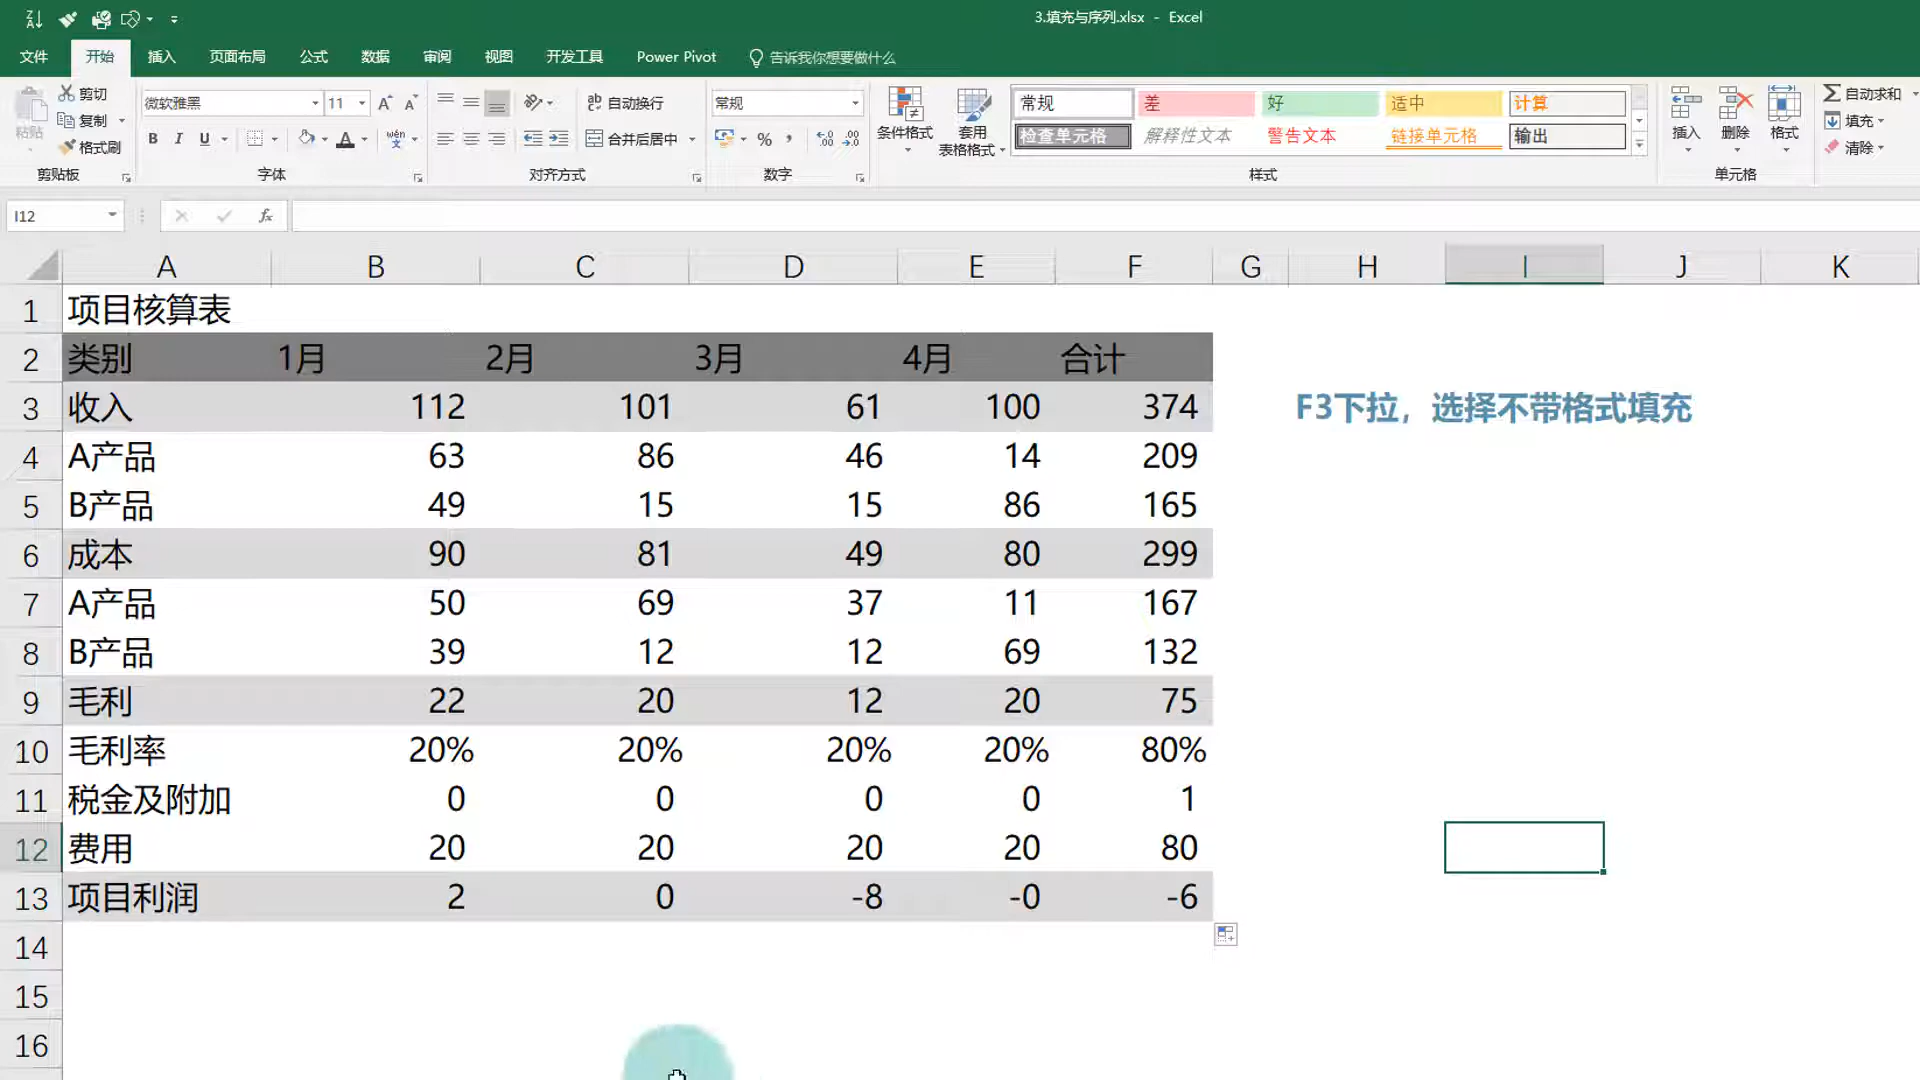 3.填充与序列.xlsx - Excel
文件 开始 插入 页面布局 公式 数据 审阅 视图 开发工具 Power Pivot 告诉我你想要做什么
粘贴 剪切 复制 格式刷 剪贴板
微软雅黑 11
B I U A wén 文 字体
ab 自动换行
合并后居中 对齐方式
常规
% , .0 .00 数字
条件格式 套用表格格式
常规 差 好 适中 计算
检查单元格 解释性文本 警告文本 链接单元格 输出
样式
插入 删除 格式 单元格
自动求和 填充 清除
I12 fx
A B C D E F G H I J K
1 项目核算表
2 类别 1月 2月 3月 4月 合计
3 收入 112 101 61 100 374 F3下拉，选择不带格式填充
4 A产品 63 86 46 14 209
5 B产品 49 15 15 86 165
6 成本 90 81 49 80 299
7 A产品 50 69 37 11 167
8 B产品 39 12 12 69 132
9 毛利 22 20 12 20 75
10 毛利率 20% 20% 20% 20% 80%
11 税金及附加 0 0 0 0 1
12 费用 20 20 20 20 80
13 项目利润 2 0 -8 -0 -6
14
15
16